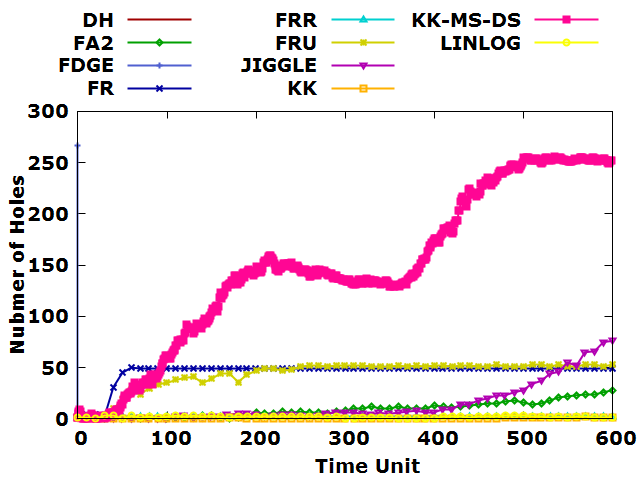 DH FRR KK-MS-DS
FA2 FRU LINLOG
FDGE JIGGLE
FR KK
300
250
200
150
100
50
0
Nubmer of Holes
0 100 200 300 400 500 600
Time Unit